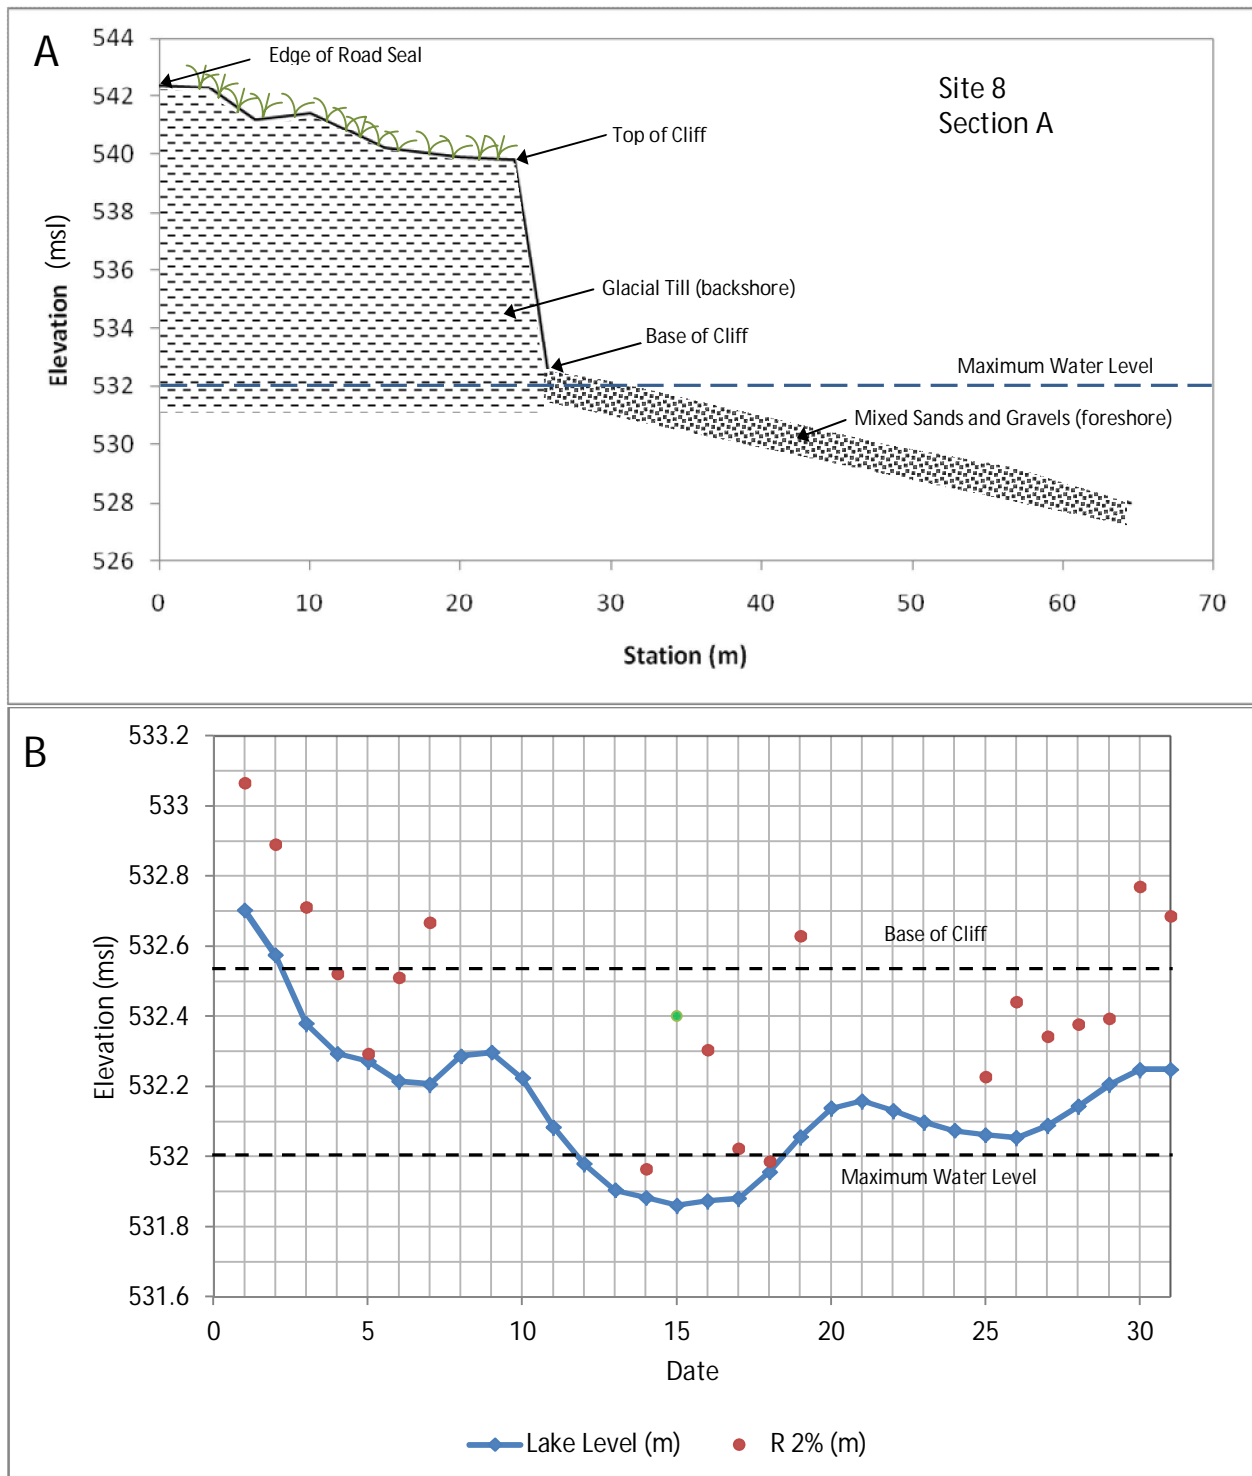 A
544
542
540
538
536
534
532
530
528
526
Elevation (msl)
Edge of Road Seal
Site 8
Section A
Top of Cliff
Glacial Till (backshore)
Base of Cliff
Maximum Water Level
Mixed Sands and Gravels (foreshore)
0 10 20 30 40 50 60 70
Station (m)
B
533.2
533
532.8
532.6
532.4
532.2
532
531.8
531.6
Elevation (msl)
Base of Cliff
Maximum Water Level
0 5 10 15 20 25 30
Date
Lake Level (m) R 2% (m)